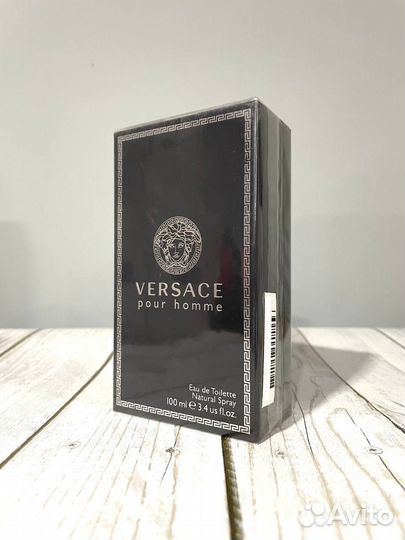 VERSACE
pour homme
Eau de Toilette
Natural Spray
100 ml ℮ 3.4 us fl.oz.
Avito